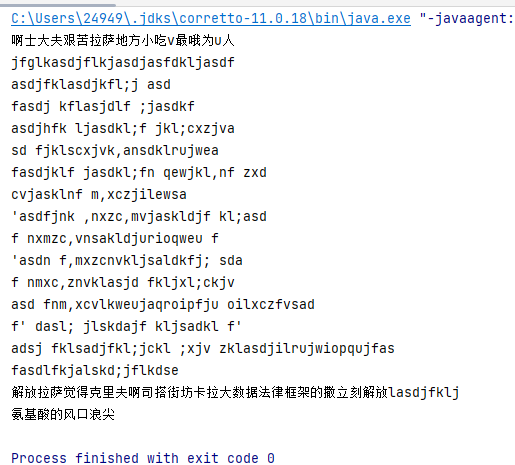 C:\Users\24949\.jdks\corretto-11.0.18\bin\java.exe "-javaagent:
啊士大夫艰苦拉萨地方小吃v最哦为u人
jfglkasdjflkjasdjasfdkljasdf
asdjfklasdjkfl;j asd
fasdj kflasjdlf ;jasdkf
asdjhfk ljasdkl;f jkl;cxzjva
sd fjklscxjvk,ansdklrujwea
fasdjklf jasdkl;fn qewjkl,nf zxd
cvjasklnf m,xczjilewsa
'asdfjnk ,nxzc,mvjaskldjf kl;asd
f nxmzc,vnsakldjurioqweu f
'asdn f,mxzcnvkljsaldkfj; sda
f nmxc,znvklasjd fkljxl;ckjv
asd fnm,xcvlkweujaqroipfju oilxczfvsad
f' dasl; jlskdajf kljsadkl f'
adsj fklsadjfkl;jckl ;xjv zklasdjilrujwiopqujfas
fasdlfkjalskd;jflkdse
解放拉萨觉得克里夫啊司搭街坊卡拉大数据法律框架的撒立刻解放lasdjfklj
氨基酸的风口浪尖
Process finished with exit code 0